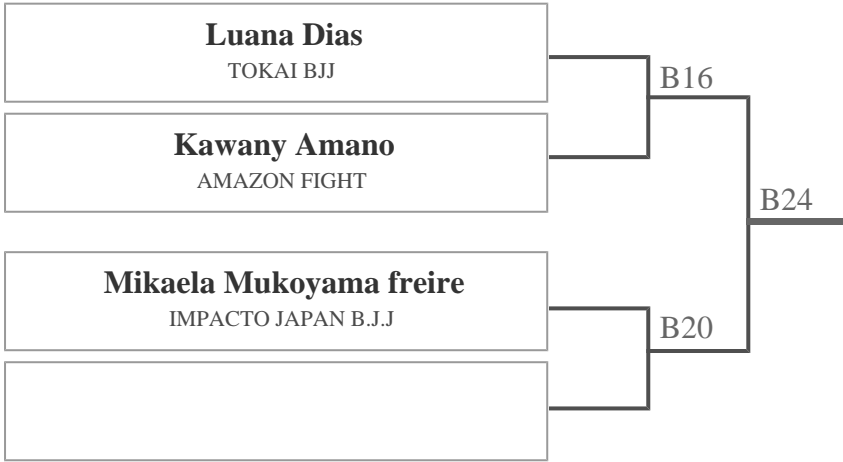 Luana Dias
TOKAI BJJ
B16
Kawany Amano
AMAZON FIGHT
B24
Mikaela Mukoyama freire
IMPACTO JAPAN B.J.J
B20